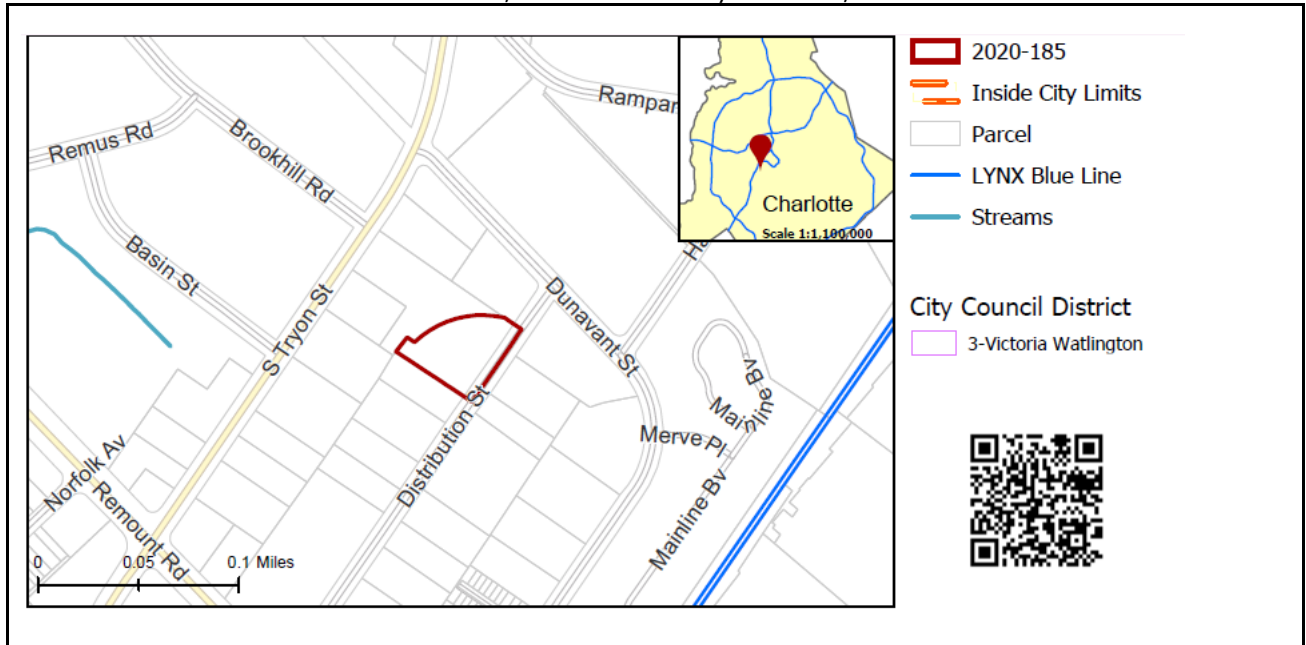 Remus Rd
Brookhill Rd
Basin St
S Tryon St
Dunavant St
Distribution St
Merve Pl
Mainline Bv
Mainline Bv
Norfolk Av
Remount Rd
Rampar
Ha
0 0.05 0.1 Miles
Charlotte
Scale 1:1,100,000
2020-185
Inside City Limits
Parcel
LYNX Blue Line
Streams
City Council District
3-Victoria Watlington